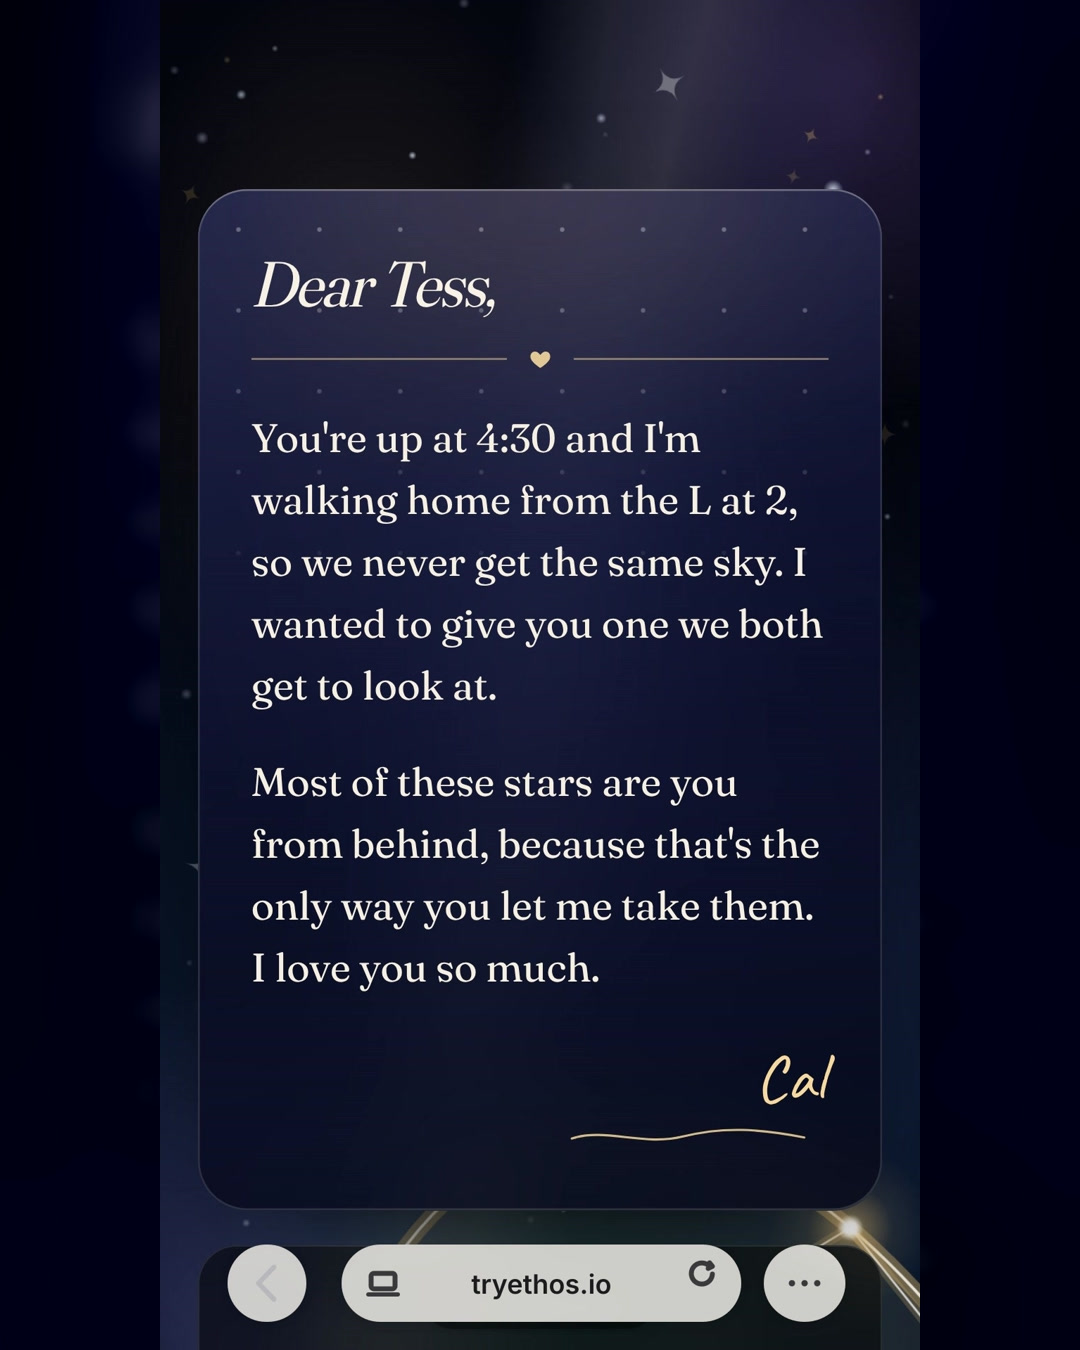 Dear Tess,
You're up at 4:30 and I'm
walking home from the L at 2,
so we never get the same sky. I
wanted to give you one we both
get to look at.
Most of these stars are you
from behind, because that's the
only way you let me take them.
I love you so much.
Cal
tryethos.io